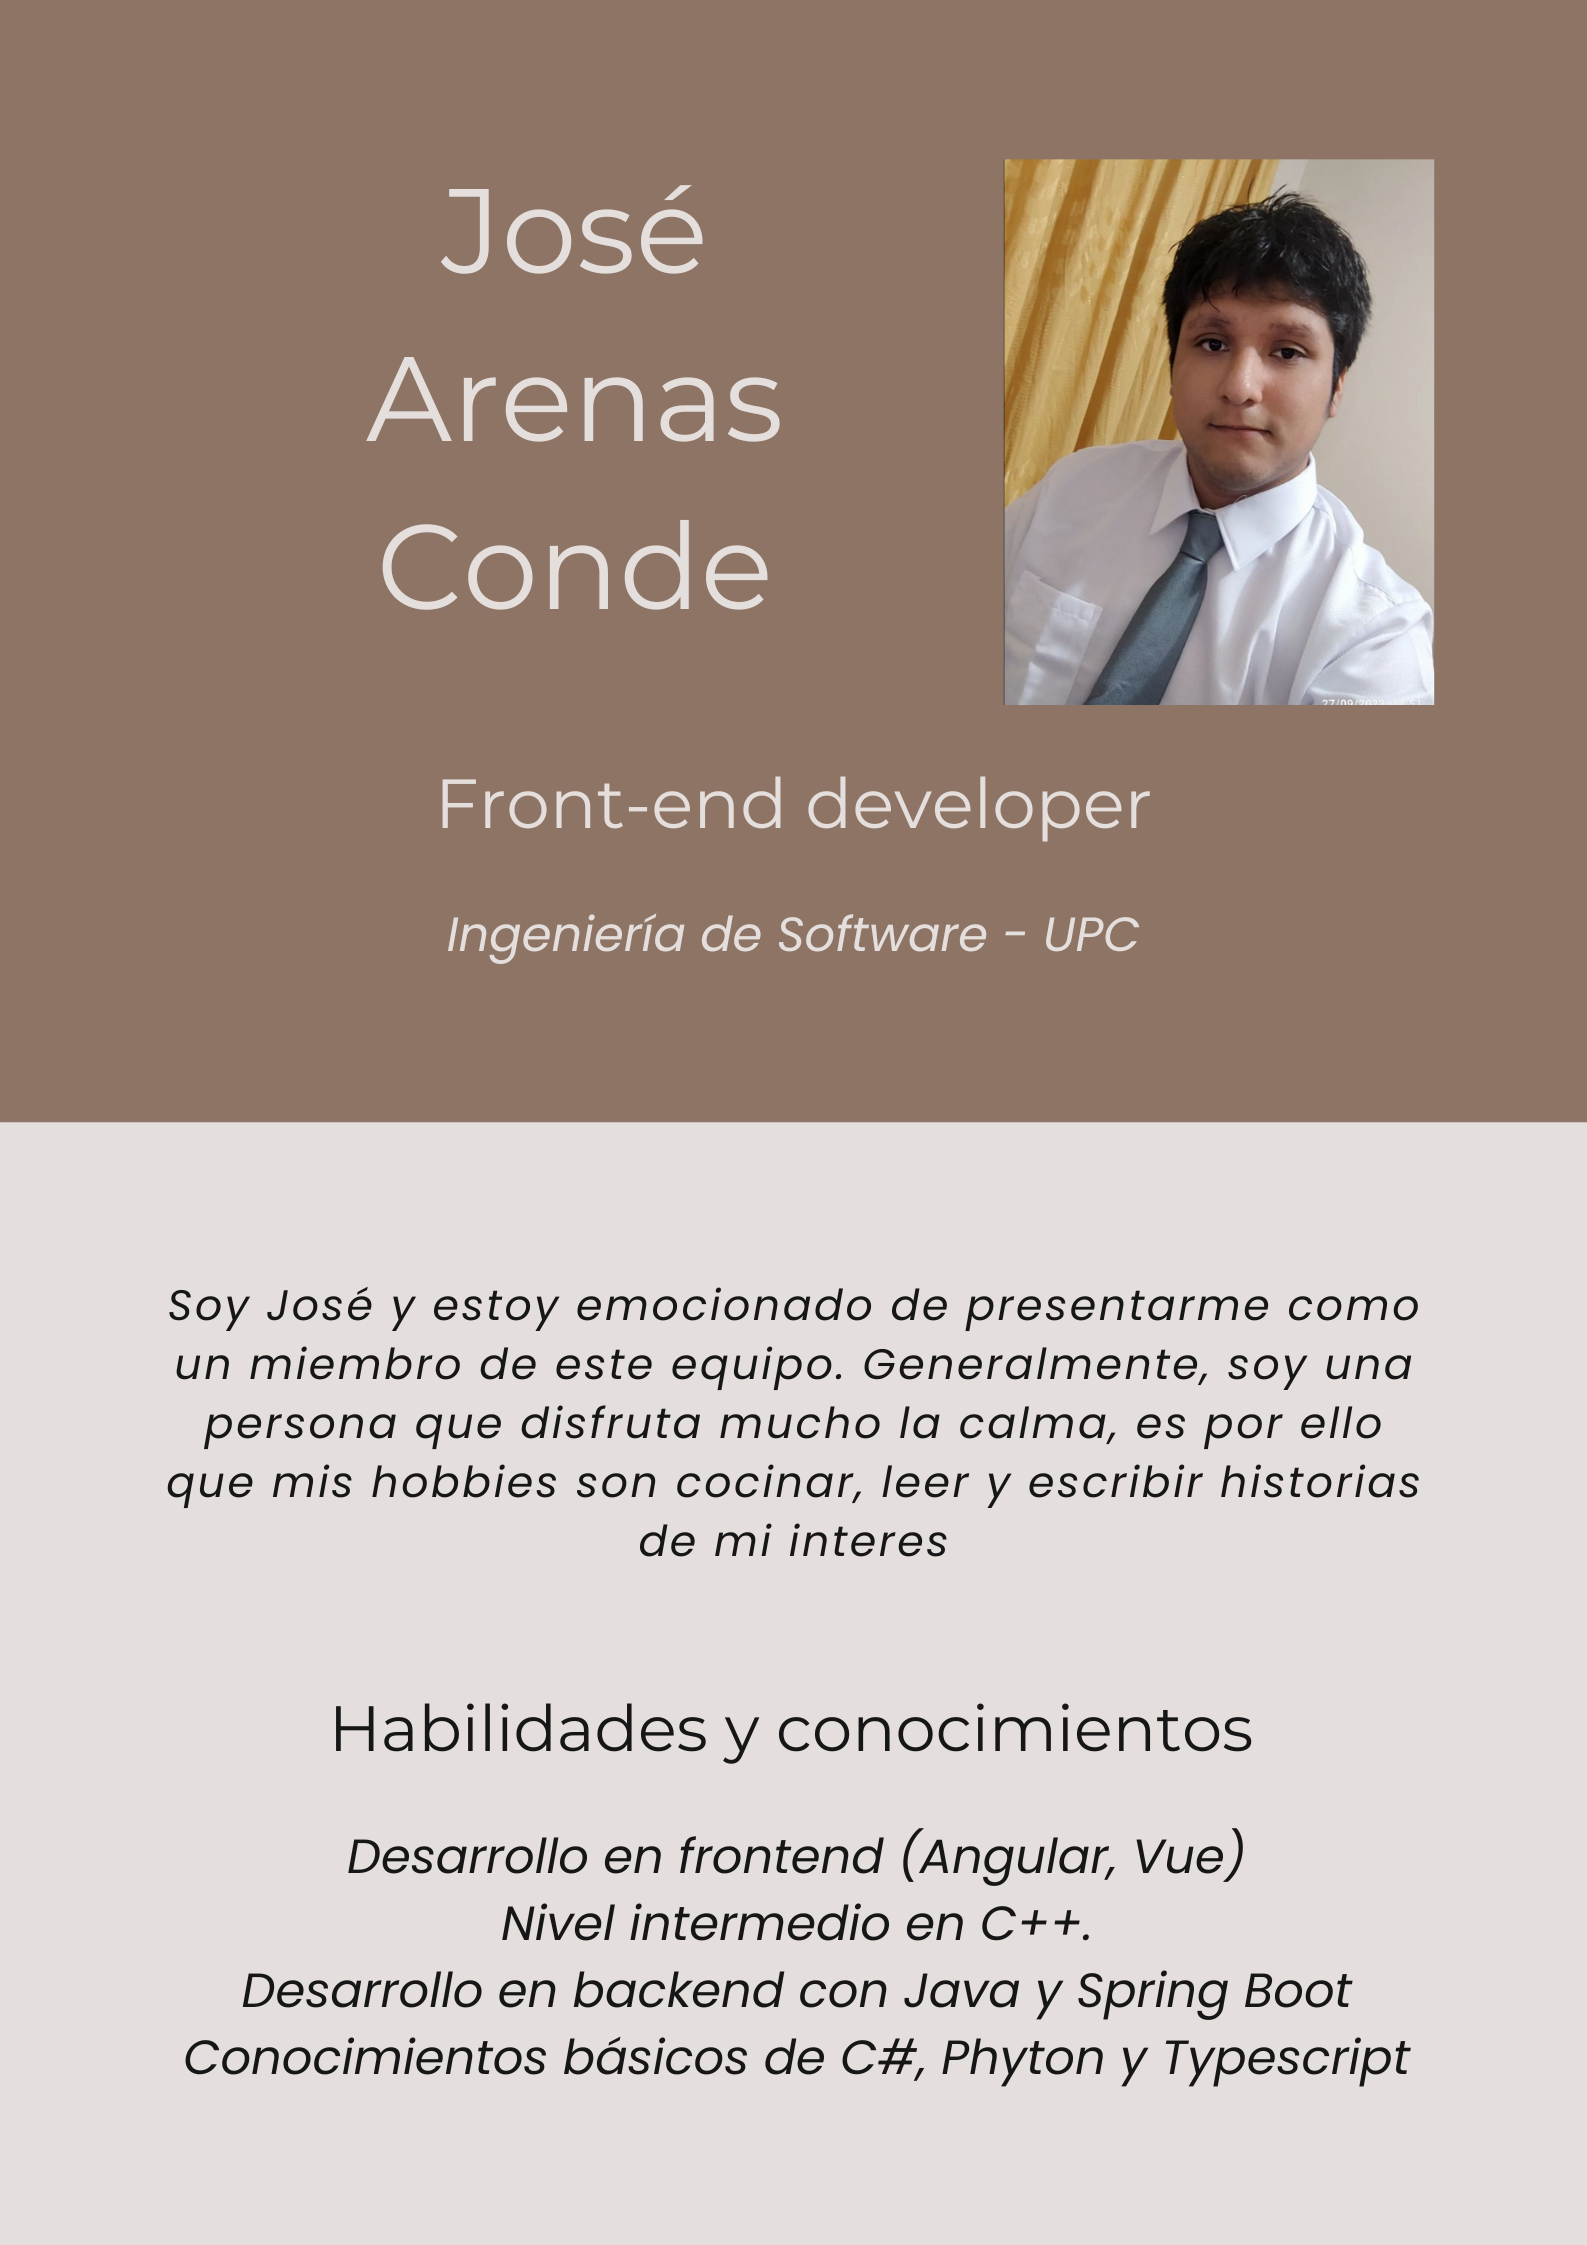 José
Arenas
Conde
27/09/2023
Front-end developer
Ingeniería de Software - UPC
Soy José y estoy emocionado de presentarme como
un miembro de este equipo. Generalmente, soy una
persona que disfruta mucho la calma, es por ello
que mis hobbies son cocinar, leer y escribir historias
de mi interes
Habilidades y conocimientos
Desarrollo en frontend (Angular, Vue)
Nivel intermedio en C++.
Desarrollo en backend con Java y Spring Boot
Conocimientos básicos de C#, Phyton y Typescript